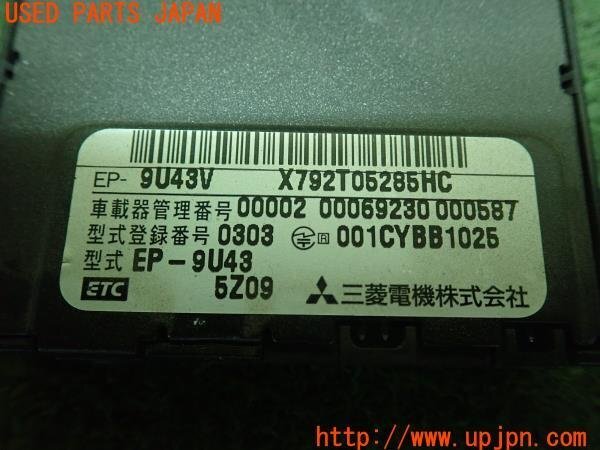 USED PARTS JAPAN
EP- 9U43V X792T05285HC
車載器管理番号 00002 00069230 000587
型式登録番号 0303 R 001CYBB1025
型式 EP-9U43
ETC 5Z09 三菱電機株式会社
UPJ
www.upjpn.com